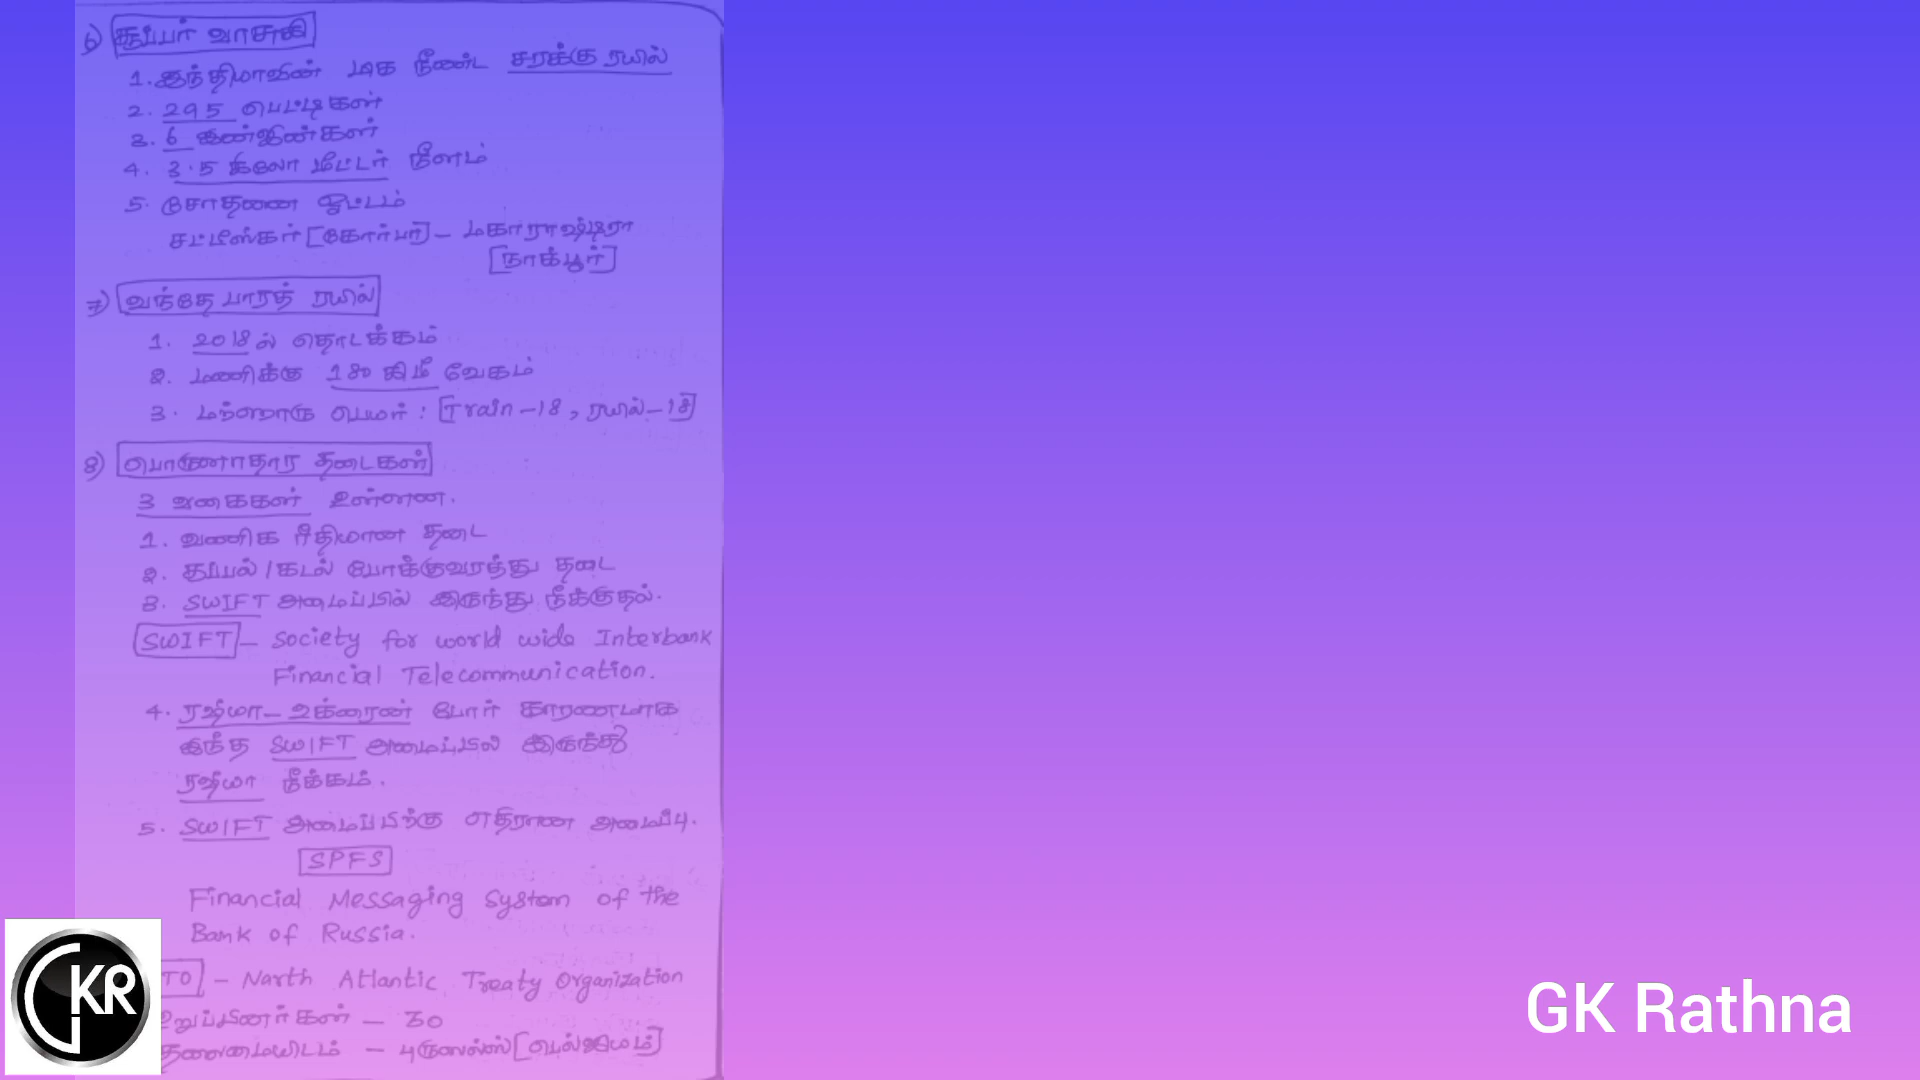 6) சூப்பர் வாசுகி
1. இந்தியாவின் மிக நீண்ட சரக்கு ரயில்
2. 295 பெட்டிகள்
3. 6 இன்ஜின்கள்
4. 3.5 கிலோ மீட்டர் நீளம்
5. சோதனை ஓட்டம்
சட்டீஸ்கர் [கோர்பா] – மகாராஷ்டிரா
[நாக்பூர்]
7) வந்தே பாரத் ரயில்
1. 2018ல் தொடக்கம்
2. மணிக்கு 180 கிமீ வேகம்
3. மற்றொரு பெயர் : [Train-18, ரயில்-18]
8) பொருளாதார தடைகள்
3 வகைகள் உள்ளன.
1. வணிக ரீதியான தடை
2. கப்பல்/கடல் போக்குவரத்து தடை
3. SWIFT அமைப்பில் இருந்து நீக்குதல்.
SWIFT – Society for world wide Interbank
Financial Telecommunication.
4. ரஷ்யா – உக்ரைன் போர் காரணமாக
இந்த SWIFT அமைப்பில் இருந்து
ரஷ்யா நீக்கம்.
5. SWIFT அமைப்பிற்கு எதிரான அமைப்பு.
SPFS
Financial Messaging System of the
Bank of Russia.
TO – North Atlantic Treaty Organization
உறுப்பினர்கள் – 30
தலைமையிடம் – புருஸல்ஸ் [பெல்ஜியம்]
GKR
GK Rathna